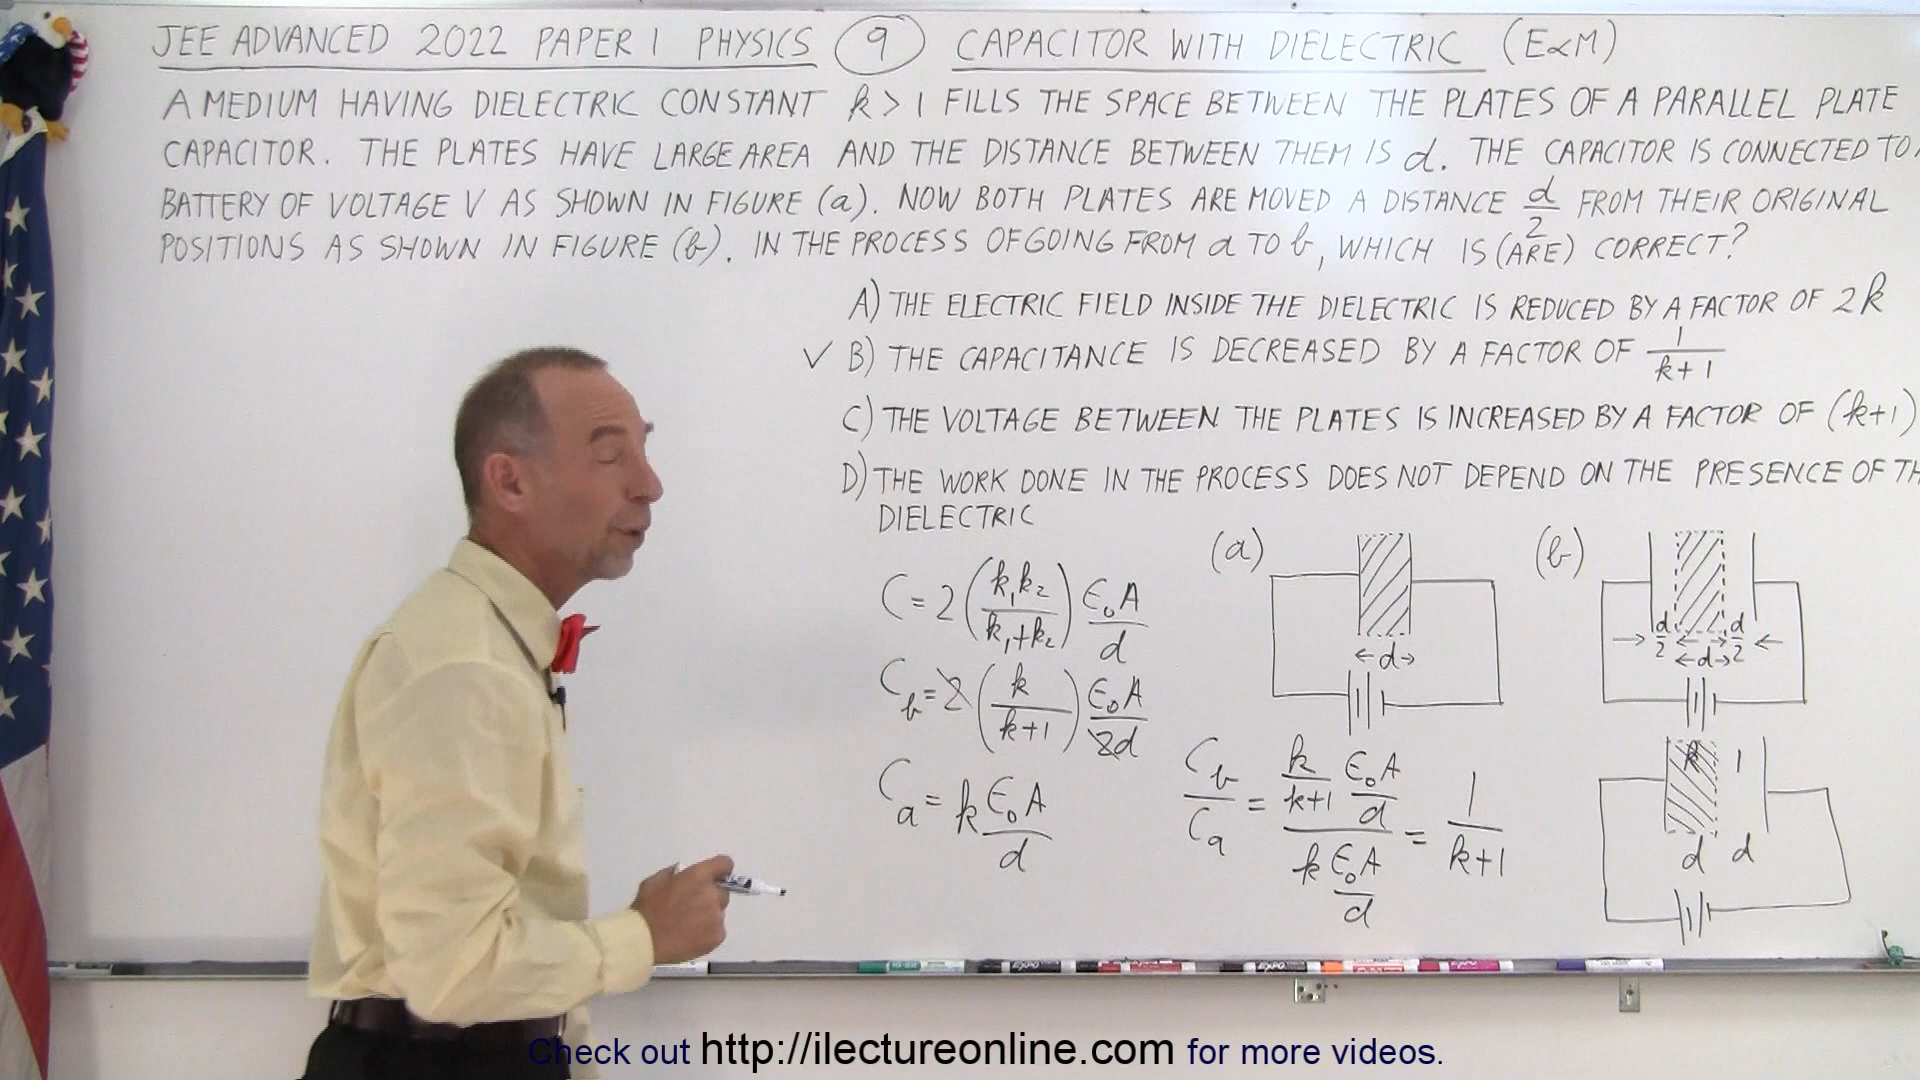 JEE ADVANCED 2022 PAPER 1 PHYSICS 9 CAPACITOR WITH DIELECTRIC (E∝M)
A MEDIUM HAVING DIELECTRIC CONSTANT k > 1 FILLS THE SPACE BETWEEN THE PLATES OF A PARALLEL PLATE
CAPACITOR. THE PLATES HAVE LARGE AREA AND THE DISTANCE BETWEEN THEM IS d. THE CAPACITOR IS CONNECTED TO
BATTERY OF VOLTAGE V AS SHOWN IN FIGURE (a). NOW BOTH PLATES ARE MOVED A DISTANCE d/2 FROM THEIR ORIGINAL
POSITIONS AS SHOWN IN FIGURE (b). IN THE PROCESS OF GOING FROM a TO b, WHICH IS (ARE) CORRECT?
A) THE ELECTRIC FIELD INSIDE THE DIELECTRIC IS REDUCED BY A FACTOR OF 2k
✓ B) THE CAPACITANCE IS DECREASED BY A FACTOR OF 1/(k+1)
C) THE VOLTAGE BETWEEN THE PLATES IS INCREASED BY A FACTOR OF (k+1)
D) THE WORK DONE IN THE PROCESS DOES NOT DEPEND ON THE PRESENCE OF
DIELECTRIC
C = 2 (k₁k₂/(k₁+k₂)) ϵ₀A/d
C_b = 2 (k/(k+1)) ϵ₀A/2d
C_a = k ϵ₀A/d
C_b/C_a = (k/(k+1) ϵ₀A/d)/(k ϵ₀A/d) = 1/(k+1)
(a)
←d→
(b)
→ d/2 ← → d/2 ←
←d→
k 1
d d
Check out http://ilectureonline.com for more videos.